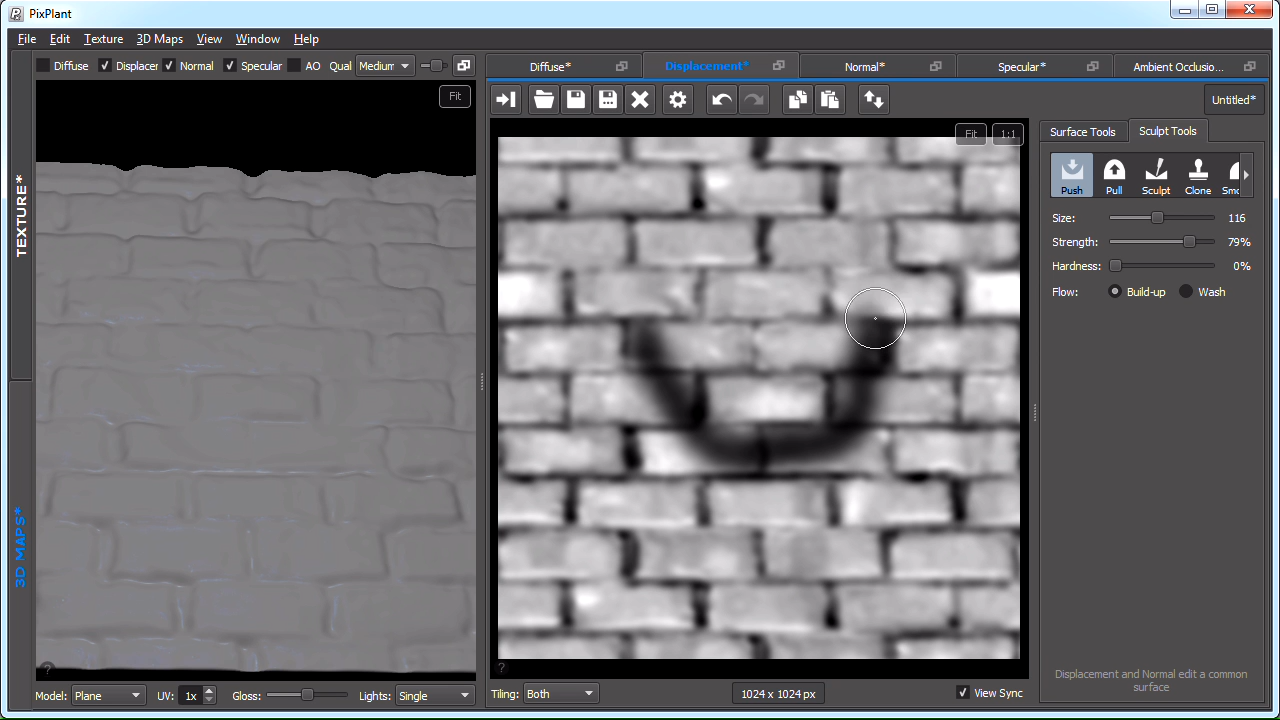 PixPlant
File Edit Texture 3D Maps View Window Help
Diffuse Displacer Normal Specular AO Qual Medium
Diffuse* Displacement* Normal* Specular* Ambient Occlusio...
Untitled*
Fit
Fit 1:1
Surface Tools Sculpt Tools
Push Pull Sculpt Clone Smo
Size: 116
Strength: 79%
Hardness: 0%
Flow: Build-up Wash
TEXTURE*
3D MAPS*
?
?
Displacement and Normal edit a common
surface
Model: Plane UV: 1x Gloss: Lights: Single
Tiling: Both 1024 x 1024 px View Sync